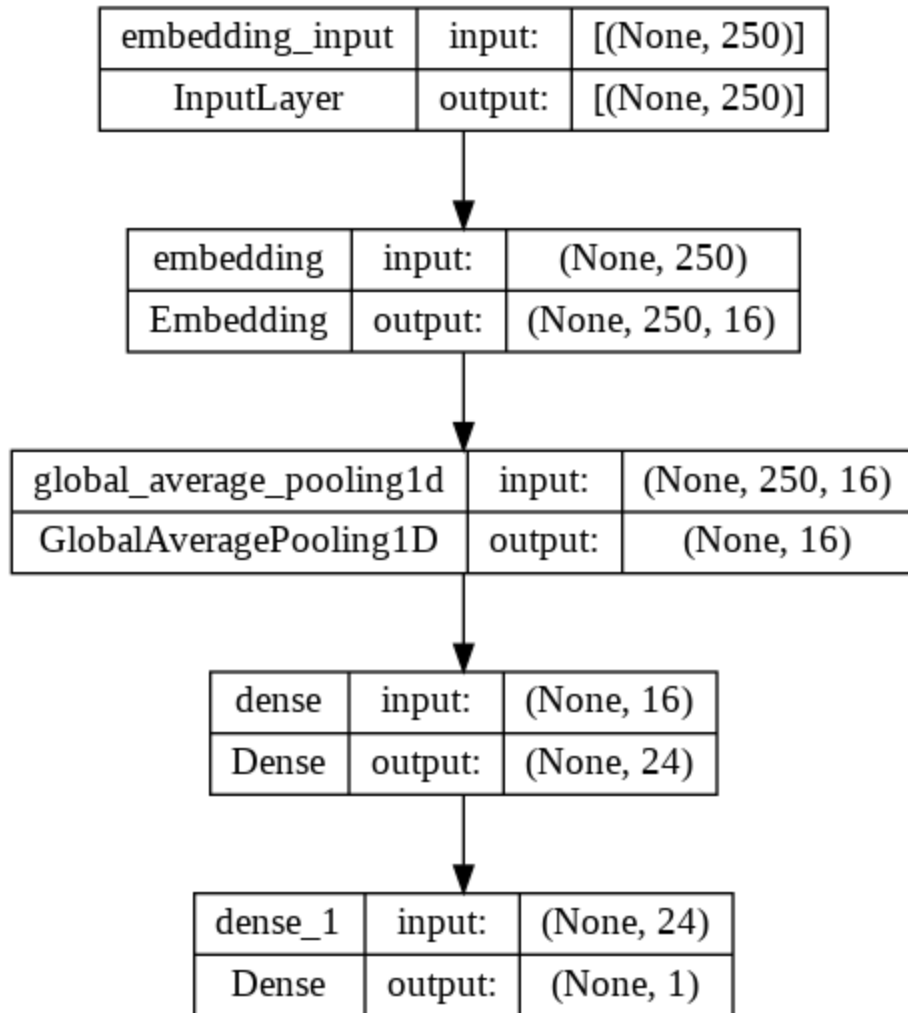 embedding_input input: [(None, 250)]
InputLayer output: [(None, 250)]
embedding input: (None, 250)
Embedding output: (None, 250, 16)
global_average_pooling1d input: (None, 250, 16)
GlobalAveragePooling1D output: (None, 16)
dense input: (None, 16)
Dense output: (None, 24)
dense_1 input: (None, 24)
Dense output: (None, 1)